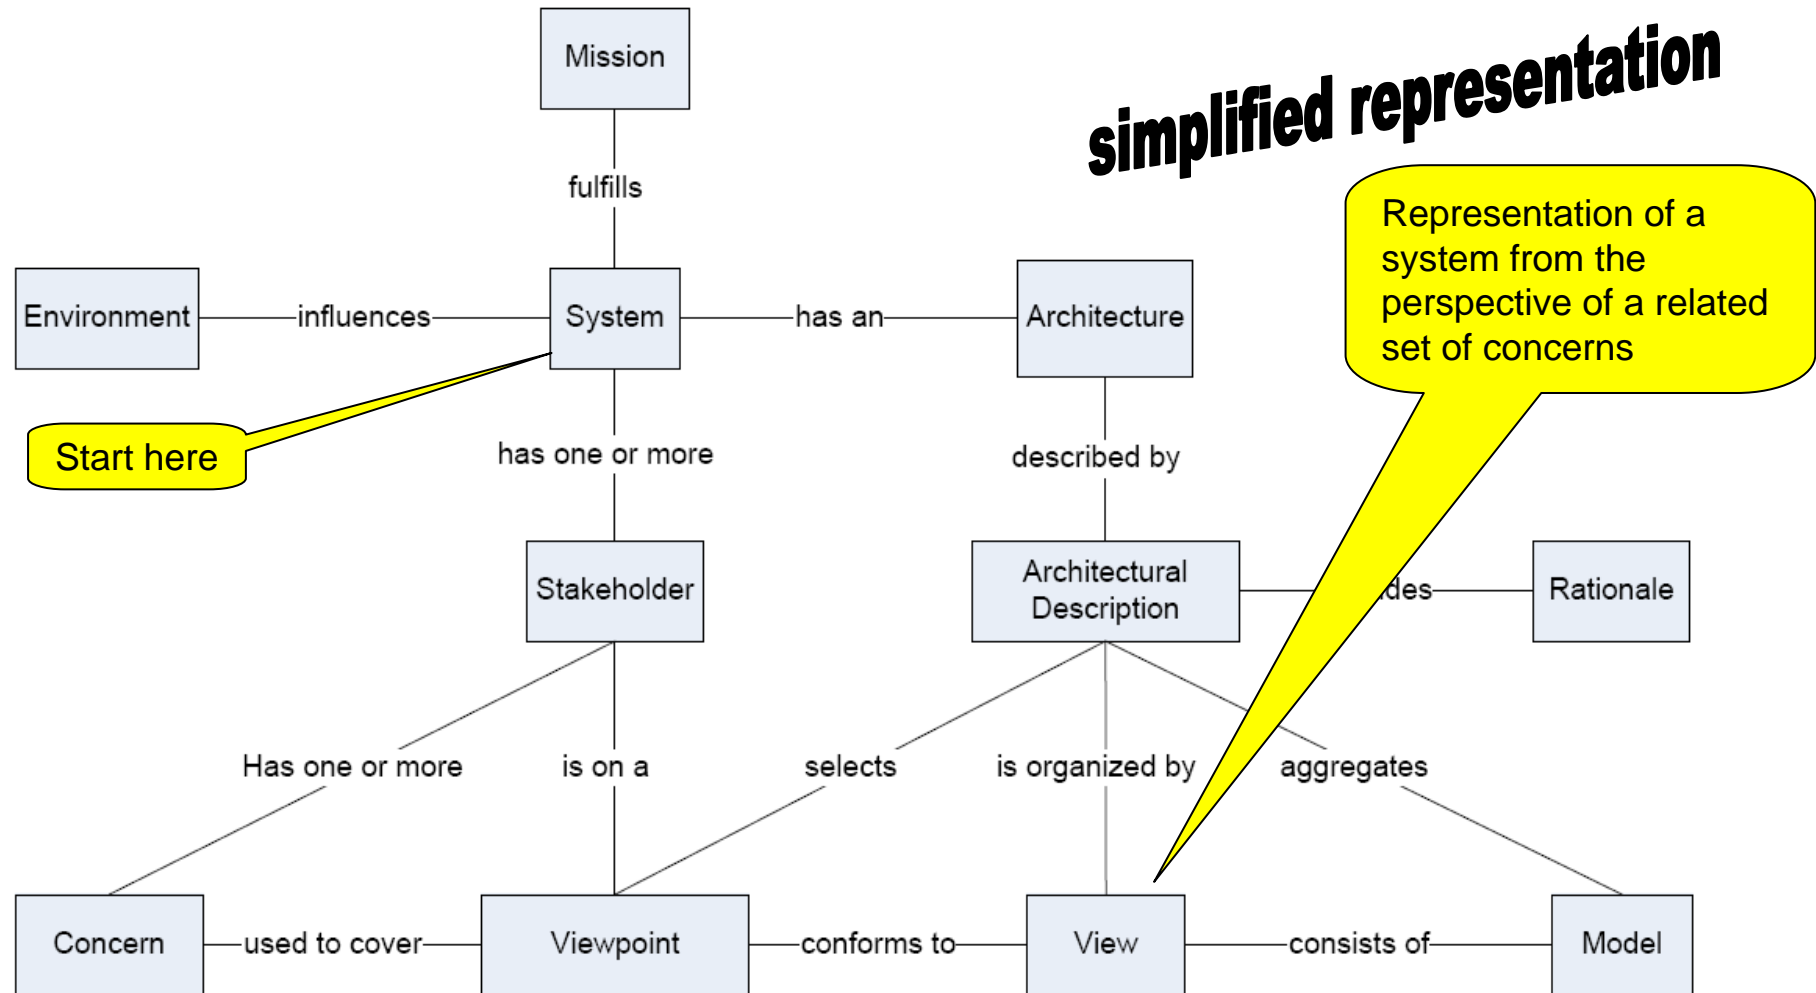 simplified representation
Mission
fulfills
Representation of a
system from the
perspective of a related
set of concerns
Environment
influences
System
has an
Architecture
Start here
has one or more
described by
Stakeholder
Architectural
Description
Rationale
Has one or more
is on a
selects
is organized by
aggregates
Concern
used to cover
Viewpoint
conforms to
View
consists of
Model